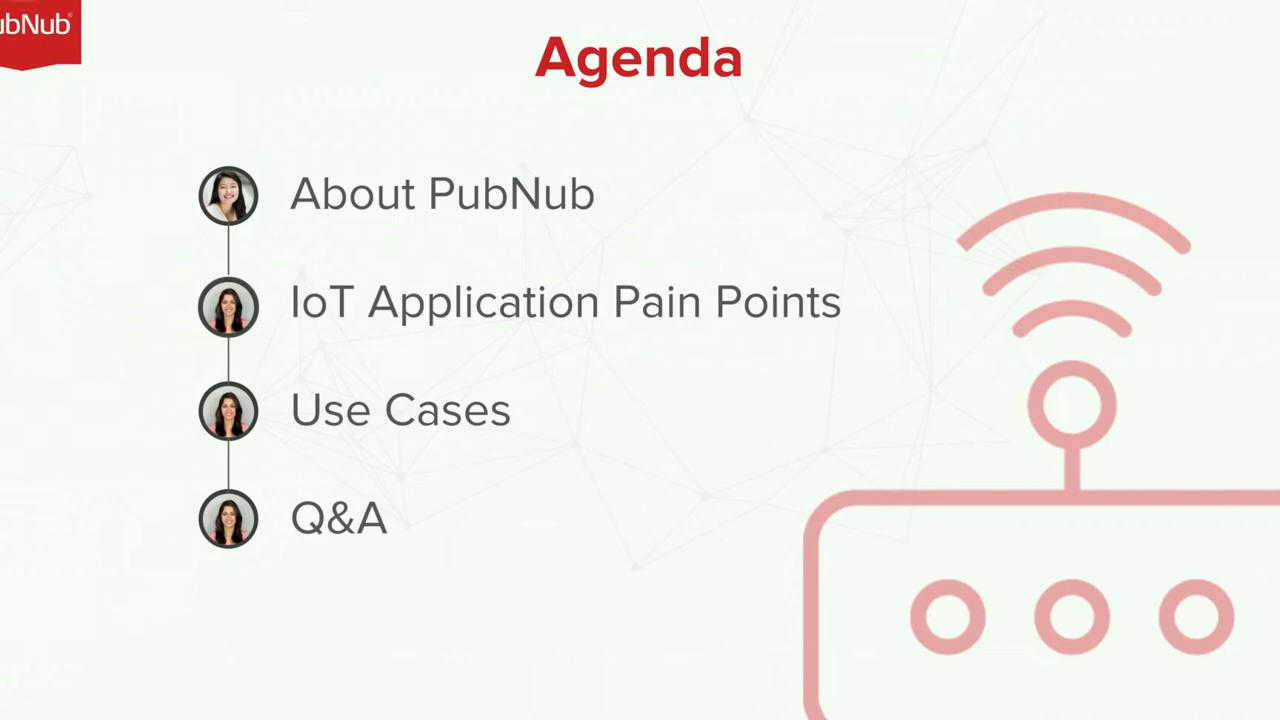 ubNub
Agenda
About PubNub
IoT Application Pain Points
Use Cases
Q&A